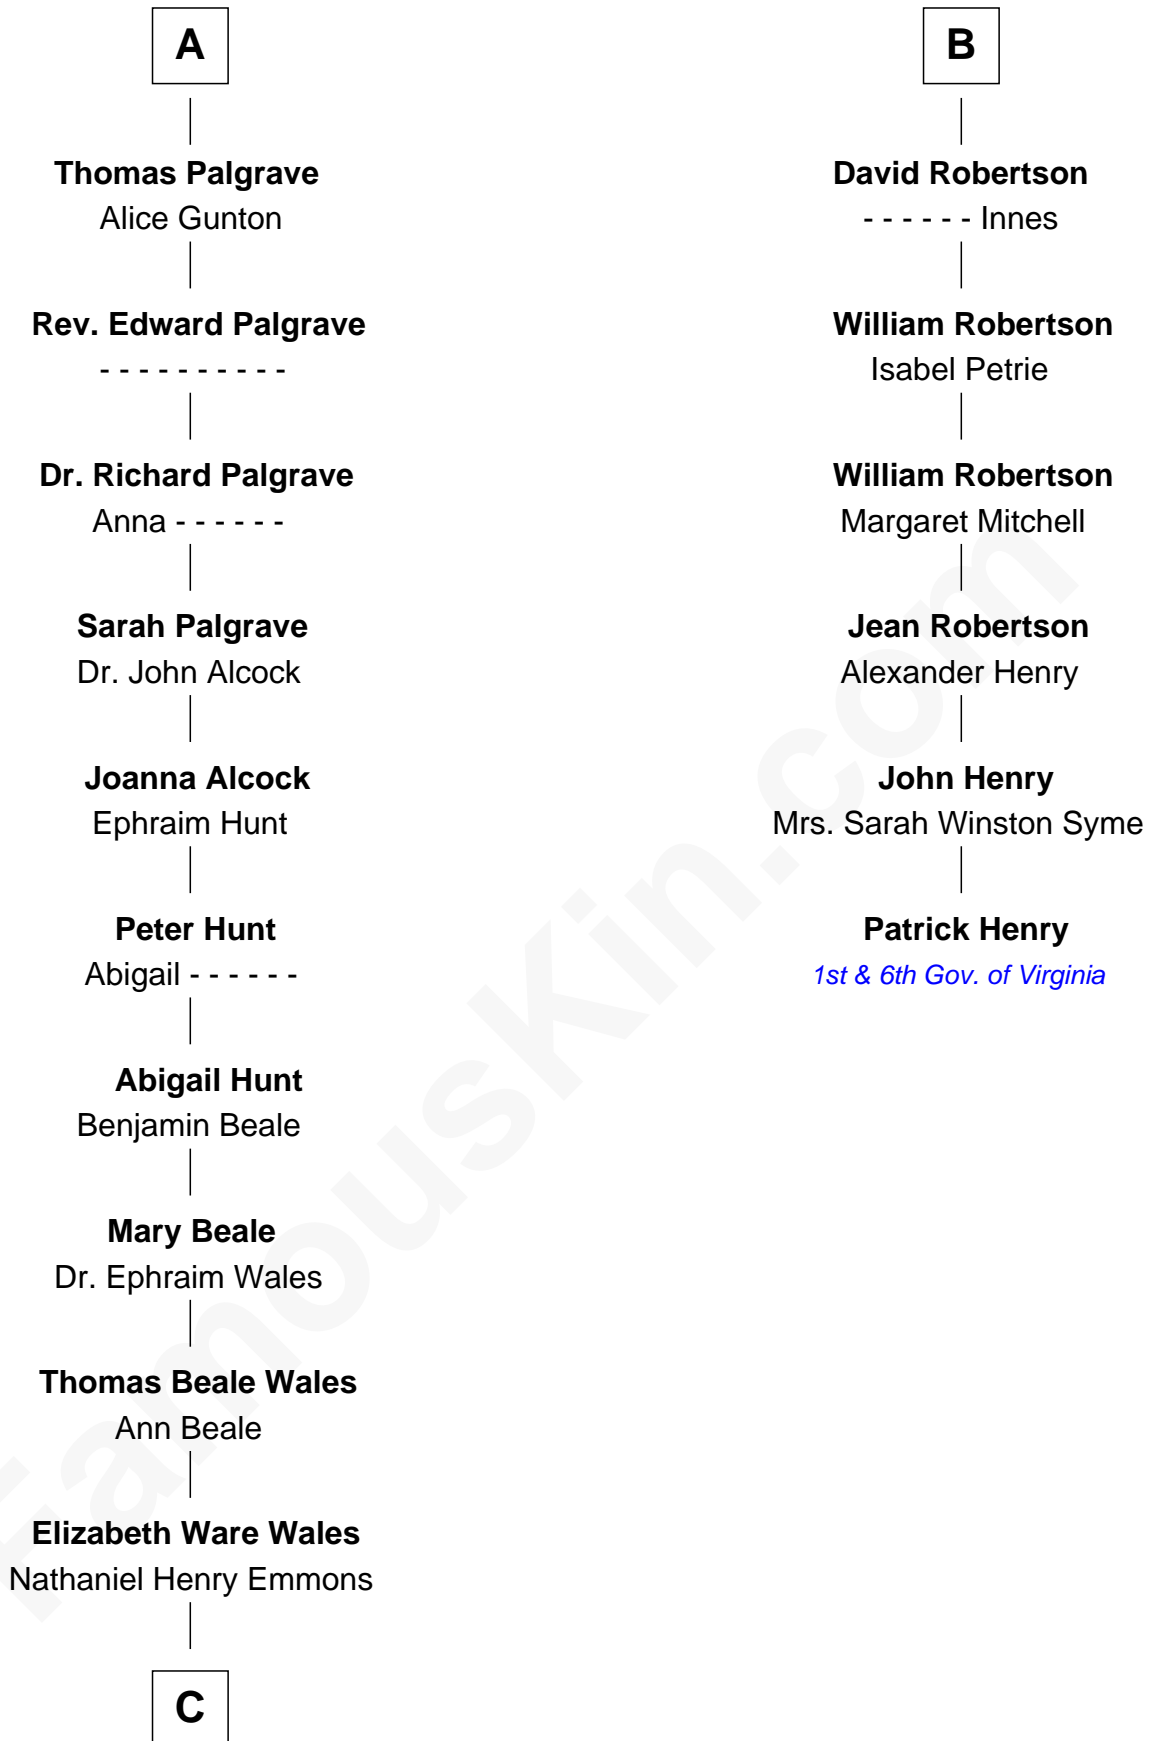 A
Thomas Palgrave
Alice Gunton
Rev. Edward Palgrave
- - - - - - - - - -
Dr. Richard Palgrave
Anna - - - - - -
Sarah Palgrave
Dr. John Alcock
Joanna Alcock
Ephraim Hunt
Peter Hunt
Abigail - - - - - -
Abigail Hunt
Benjamin Beale
Mary Beale
Dr. Ephraim Wales
Thomas Beale Wales
Ann Beale
Elizabeth Ware Wales
Nathaniel Henry Emmons
C
B
David Robertson
- - - - - - Innes
William Robertson
Isabel Petrie
William Robertson
Margaret Mitchell
Jean Robertson
Alexander Henry
John Henry
Mrs. Sarah Winston Syme
Patrick Henry
1st & 6th Gov. of Virginia
FamousKin.com